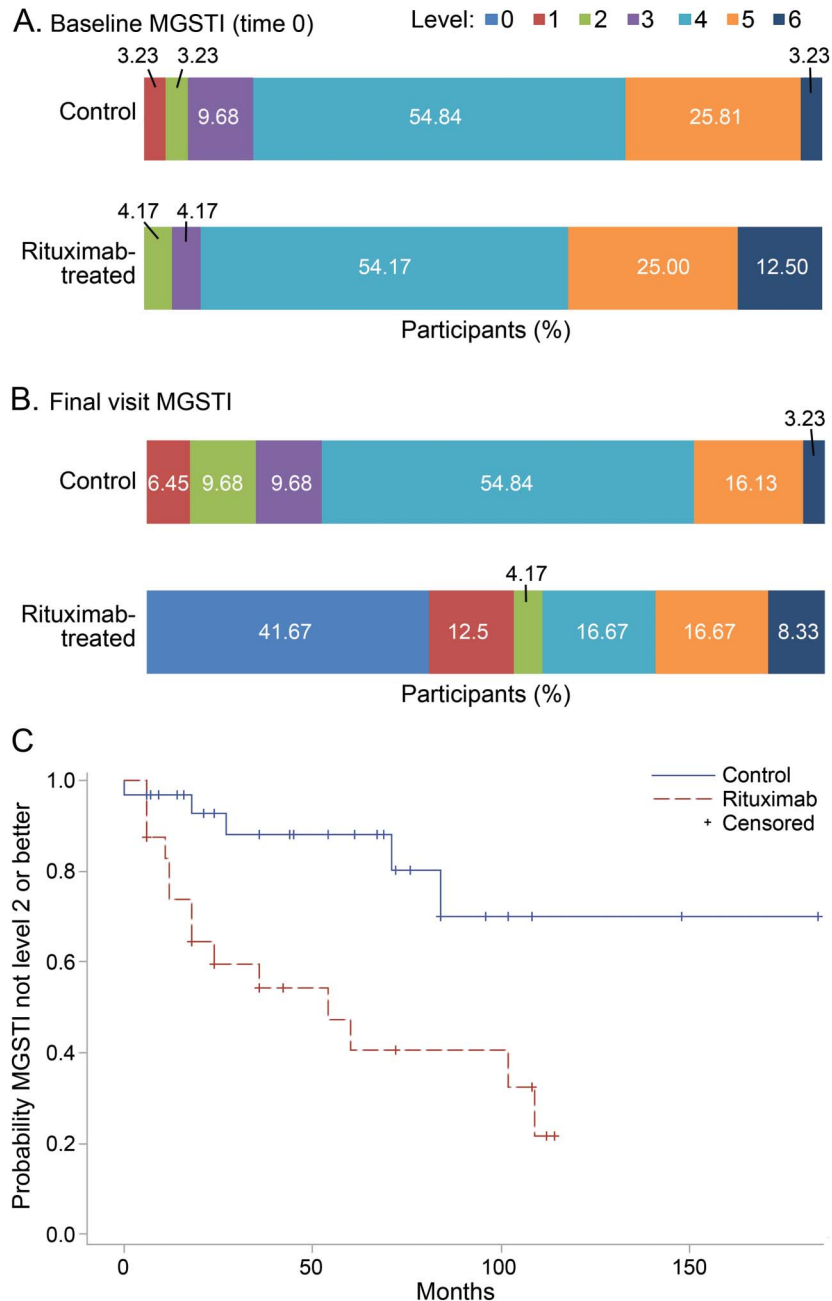 A. Baseline MGSTI (time 0)
Level: 0 1 2 3 4 5 6
3.23 3.23 3.23
Control 9.68 54.84 25.81
4.17 4.17
Rituximab-
treated
54.17 25.00 12.50
Participants (%)
B. Final visit MGSTI
3.23
Control 6.45 9.68 9.68 54.84 16.13
4.17
Rituximab-
treated
41.67 12.5 16.67 16.67 8.33
Participants (%)
C
Control
Rituximab
+ Censored
Probability MGSTI not level 2 or better
1.0
0.8
0.6
0.4
0.2
0.0
0 50 100 150
Months